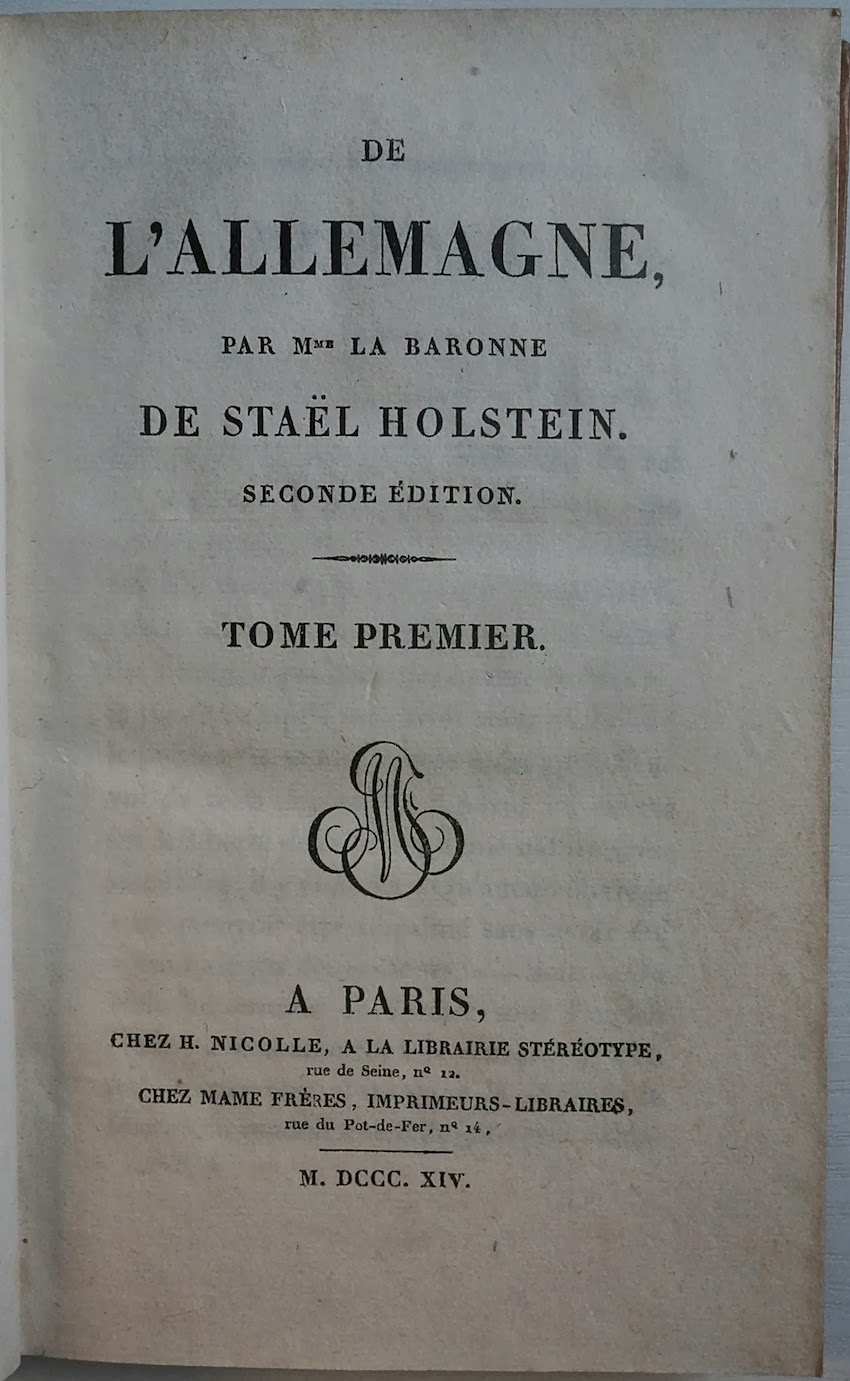 DE
L'ALLEMAGNE,
PAR Mᵐᵉ LA BARONNE
DE STAËL HOLSTEIN.
SECONDE ÉDITION.
TOME PREMIER.
A PARIS,
CHEZ H. NICOLLE, A LA LIBRAIRIE STÉRÉOTYPE,
rue de Seine, nº 12.
CHEZ MAME FRÈRES, IMPRIMEURS-LIBRAIRES,
rue du Pot-de-Fer, nº 14,
M. DCCC. XIV.